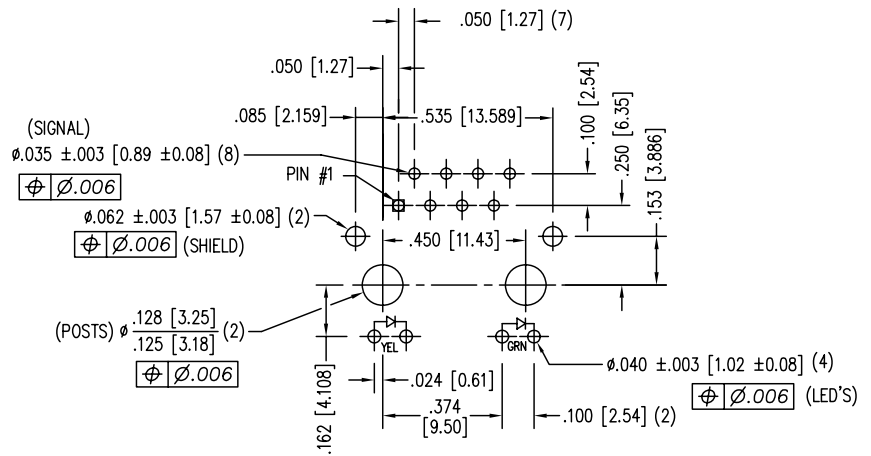 .050 [1.27] (7)
.050 [1.27]
.085 [2.159]
.535 [13.589]
.100 [2.54]
.250 [6.35]
.153 [3.886]
(SIGNAL)
ø.035 ±.003 [0.89 ±0.08] (8)
⌖ Ø.006
PIN #1
ø.062 ±.003 [1.57 ±0.08] (2)
⌖ Ø.006 (SHIELD)
.450 [11.43]
(POSTS) ø .128 [3.25] (2)
.125 [3.18]
⌖ Ø.006
YEL
GRN
ø.040 ±.003 [1.02 ±0.08] (4)
⌖ Ø.006 (LED'S)
.024 [0.61]
.374
[9.50]
.100 [2.54] (2)
.162 [4.108]